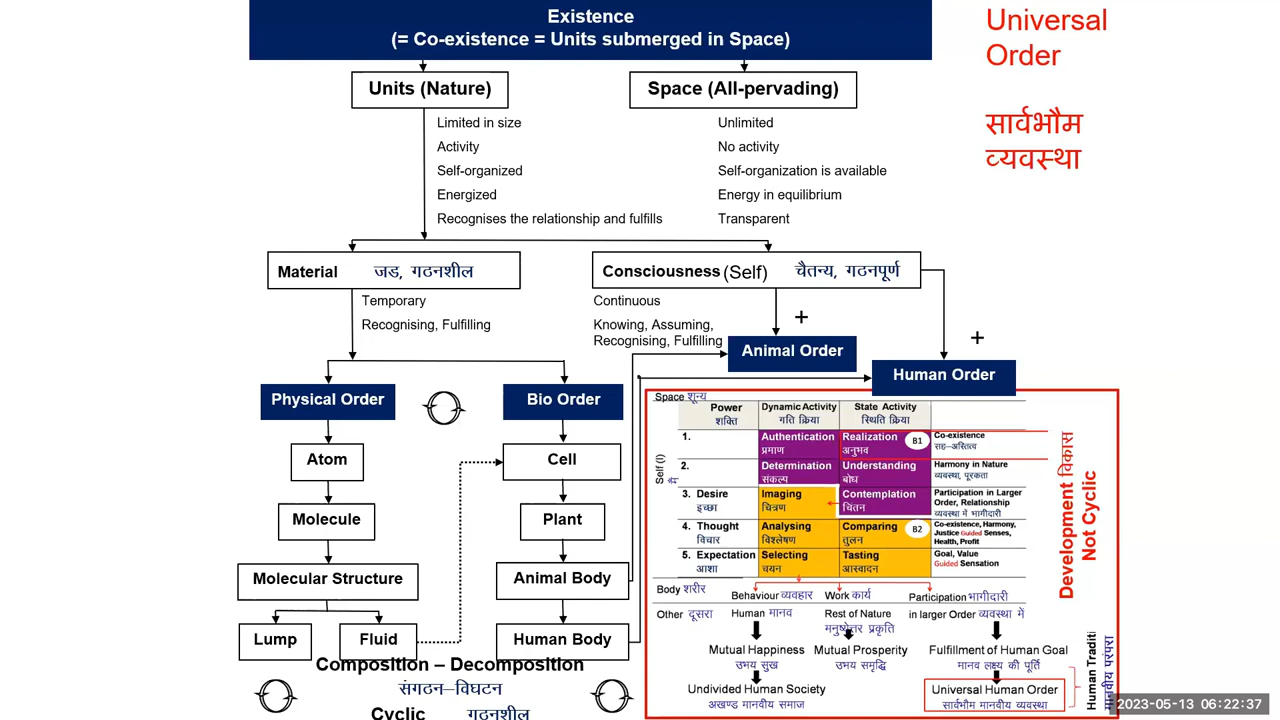 Existence
(= Co-existence = Units submerged in Space)
Universal
Order
सार्वभौम
व्यवस्था
Units (Nature)
Limited in size
Activity
Self-organized
Energized
Recognises the relationship and fulfills
Space (All-pervading)
Unlimited
No activity
Self-organization is available
Energy in equilibrium
Transparent
Material जड, गठनशील
Temporary
Recognising, Fulfilling
Consciousness (Self) चैतन्य, गठनपूर्ण
Continuous
Knowing, Assuming,
Recognising, Fulfilling
+
+
Animal Order
Human Order
Physical Order
Atom
Molecule
Molecular Structure
Lump
Fluid
Bio Order
Cell
Plant
Animal Body
Human Body
Composition – Decomposition
संगठन–विघटन
Cyclic गठनशील
Space शून्य
Power Dynamic Activity State Activity
शक्ति गति क्रिया स्थिति क्रिया
Self (I)
1. Authentication Realization B1 Co-existence
प्रमाण अनुभव सह–अस्तित्व
2. Determination Understanding Harmony in Nature
संकल्प बोध व्यवस्था, पूरकता
3. Desire Imaging Contemplation Participation in Larger
Order, Relationship
इच्छा चित्रण चिंतन व्यवस्था में भागीदारी
4. Thought Analysing Comparing B2 Co-existence, Harmony,
विचार विश्लेषण तुलन Justice Guided Senses,
Health, Profit
5. Expectation Selecting Tasting Goal, Value
आशा चयन आस्वादन Guided Sensation
Body शरीर Behaviour व्यवहार Work कार्य Participation भागीदारी
Other दूसरा Human मानव Rest of Nature in larger Order व्यवस्था में
मनुष्येत्तर प्रकृति
Mutual Happiness Mutual Prosperity Fulfillment of Human Goal
उभय सुख उभय समृद्धि मानव लक्ष्य की पूर्ति
Undivided Human Society Universal Human Order
अखण्ड मानवीय समाज सार्वभौम मानवीय व्यवस्था
Development विकास
Not Cyclic
Human Traditi
मानवीय परंपरा
2023-05-13 06:22:37